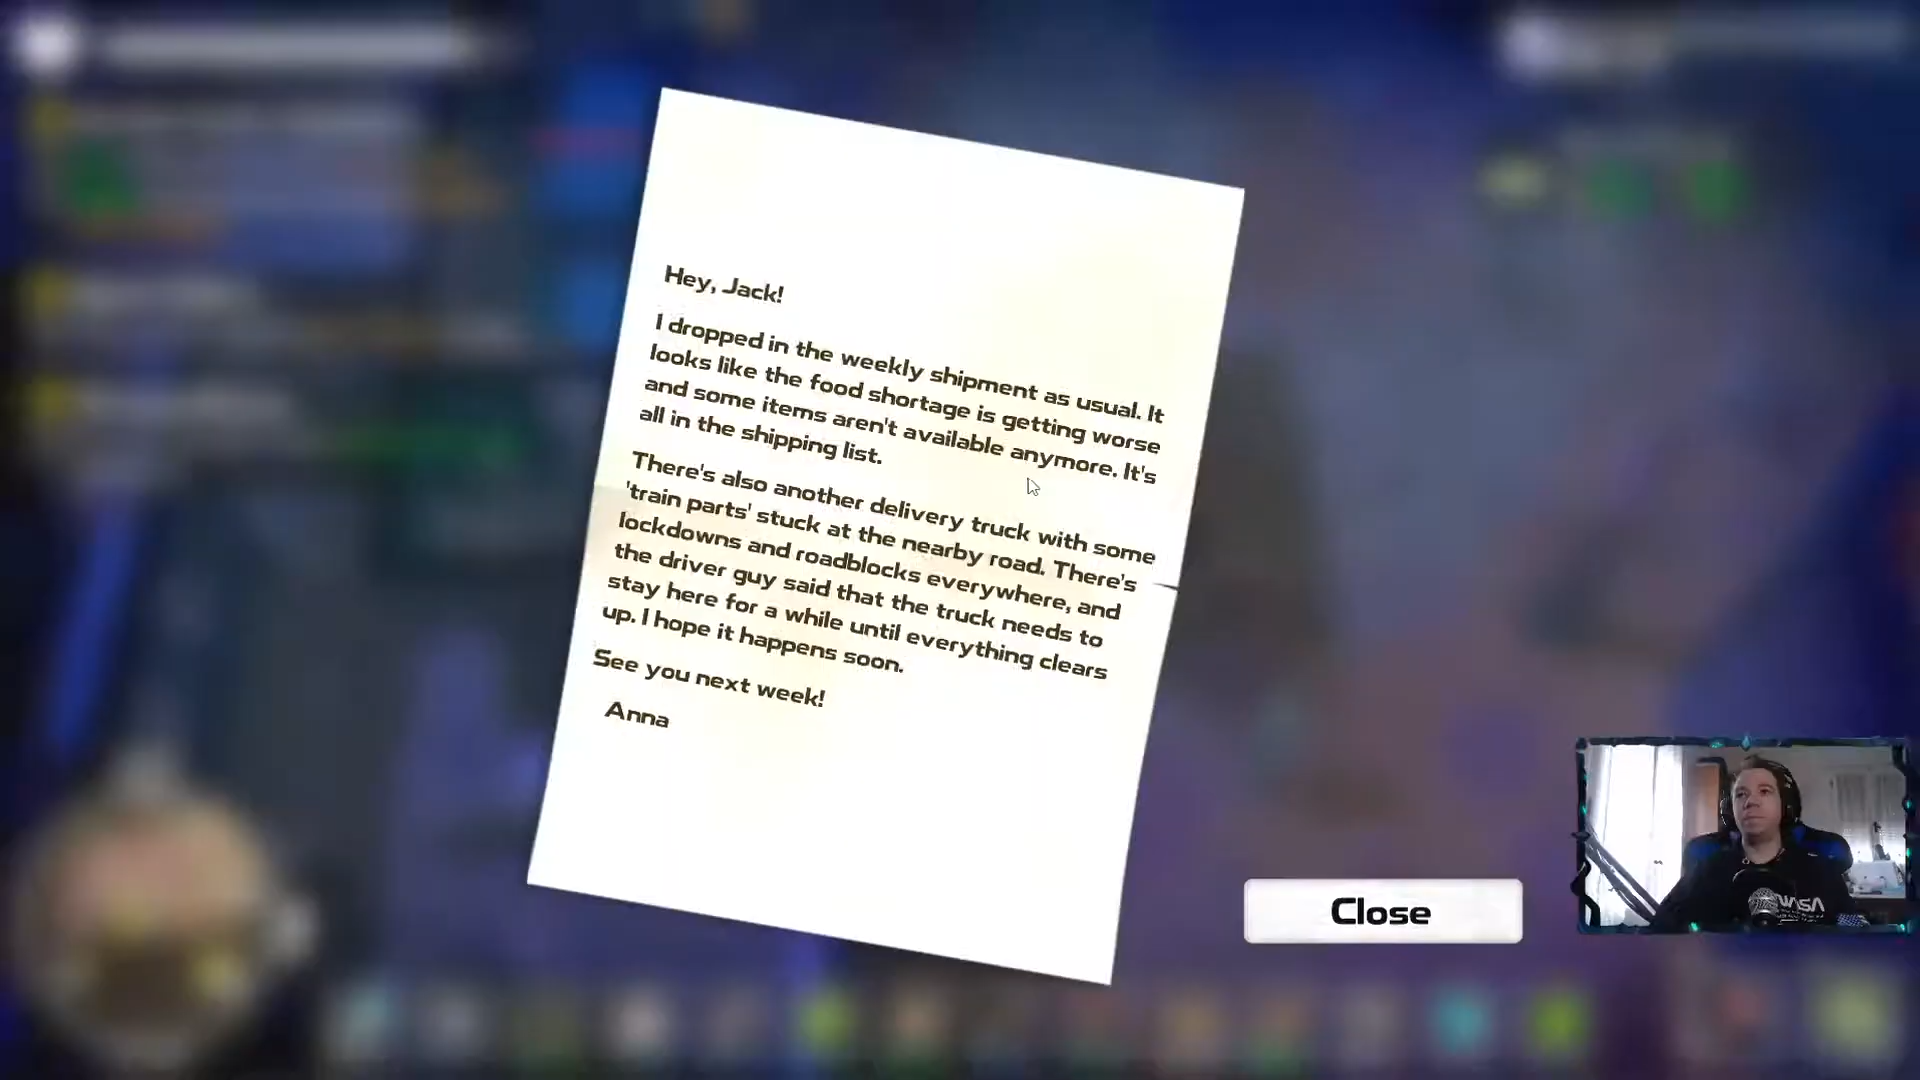 Hey, Jack!
I dropped in the weekly shipment as usual. It
looks like the food shortage is getting worse
and some items aren't available anymore. It's
all in the shipping list.
There's also another delivery truck with some
'train parts' stuck at the nearby road. There's
lockdowns and roadblocks everywhere, and
the driver guy said that the truck needs to
stay here for a while until everything clears
up. I hope it happens soon.
See you next week!
Anna
Close
NASA